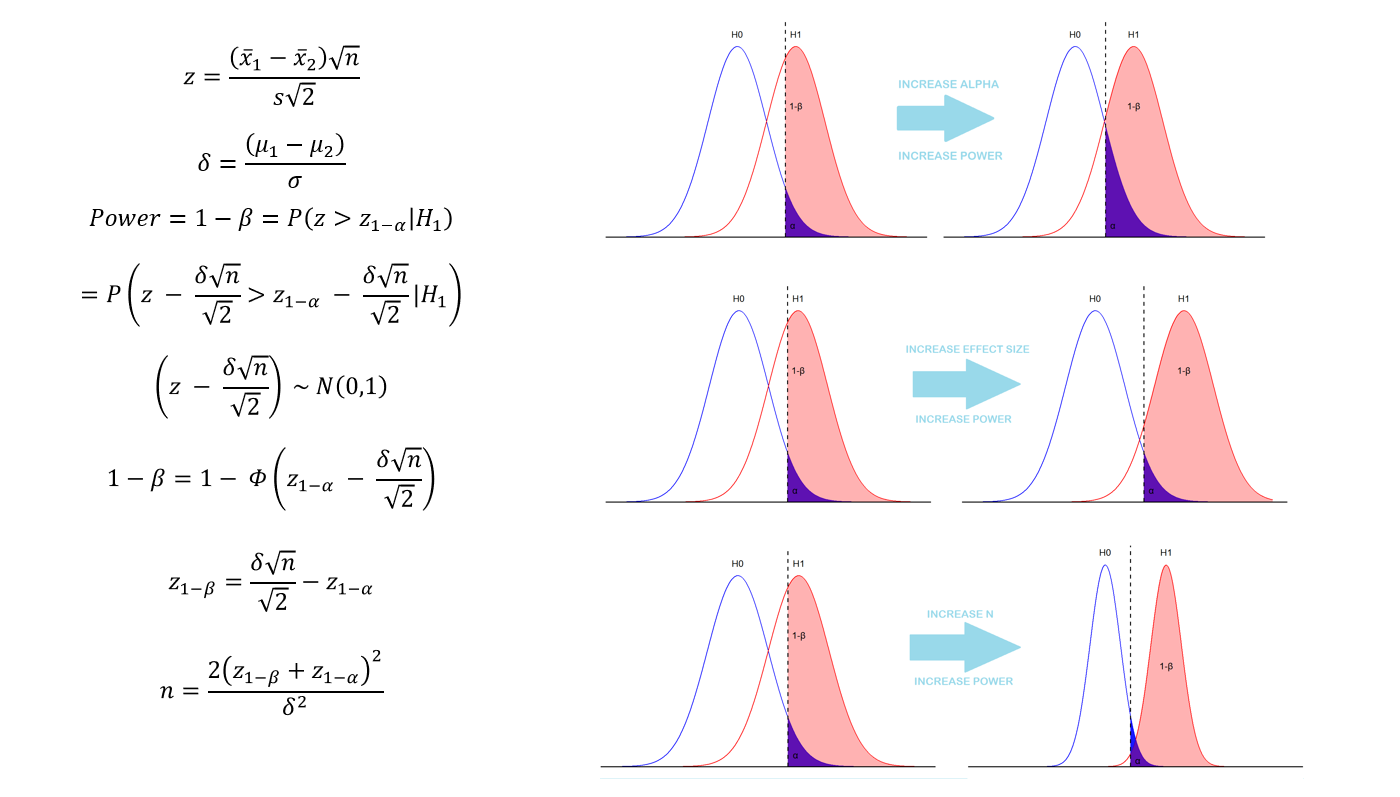 z = (x̄₁ − x̄₂)√n / s√2
δ = (μ₁ − μ₂) / σ
Power = 1 − β = P(z > z₁₋α|H₁)
= P(z − δ√n/√2 > z₁₋α − δ√n/√2 |H₁)
(z − δ√n/√2) ~ N(0,1)
1 − β = 1 − Φ(z₁₋α − δ√n/√2)
z₁₋β = δ√n/√2 − z₁₋α
n = 2(z₁₋β + z₁₋α)² / δ²
H0 H1
1-β
α
INCREASE ALPHA
INCREASE POWER
H0 H1
1-β
α
H0 H1
1-β
α
INCREASE EFFECT SIZE
INCREASE POWER
H0 H1
1-β
α
H0 H1
1-β
α
INCREASE N
INCREASE POWER
H0 H1
1-β
α